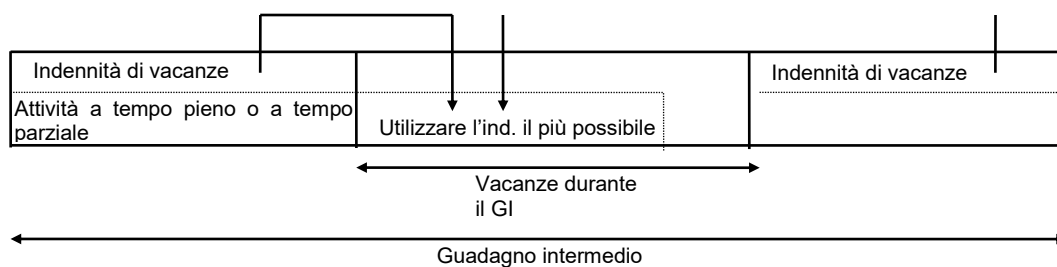 Indennità di vacanze
Indennità di vacanze
Attività a tempo pieno o a tempo
parziale
Utilizzare l'ind. il più possibile
Vacanze durante
il GI
Guadagno intermedio